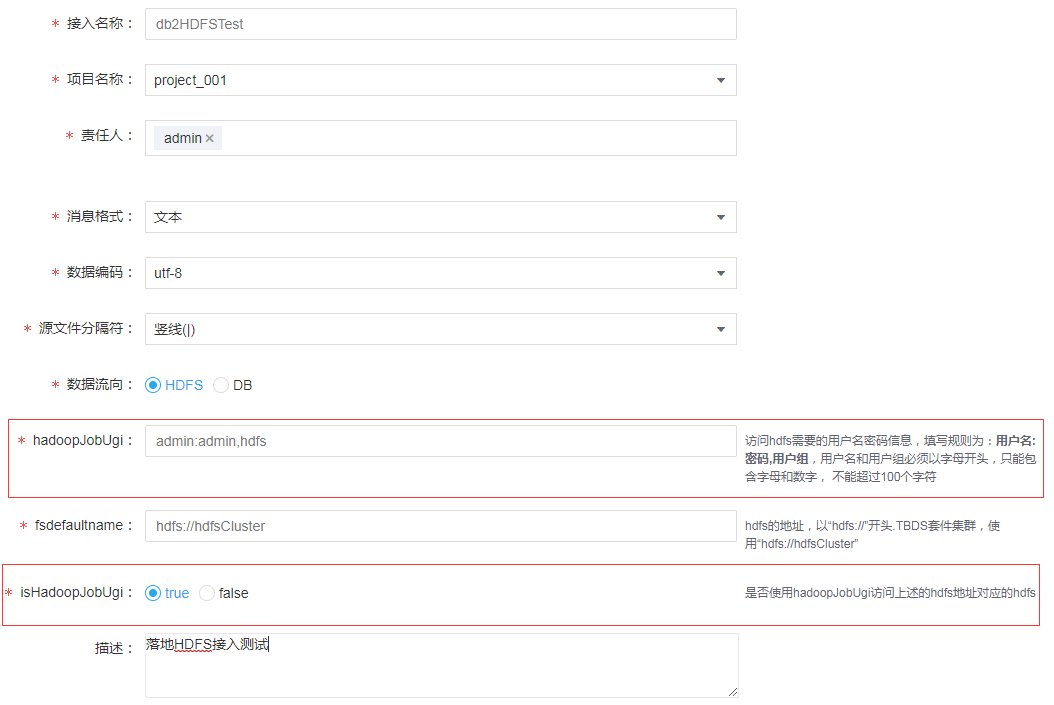 * 接入名称： db2HDFSTest
* 项目名称： project_001
* 责任人： admin ×
* 消息格式： 文本
* 数据编码： utf-8
* 源文件分隔符： 竖线(|)
* 数据流向： HDFS DB
* hadoopJobUgi： admin:admin,hdfs
访问hdfs需要的用户名密码信息，填写规则为：用户名:
密码,用户组，用户名和用户组必须以字母开头，只能包
含字母和数字， 不能超过100个字符
* fsdefaultname： hdfs://hdfsCluster
hdfs的地址，以“hdfs://”开头.TBDS套件集群，使
用“hdfs://hdfsCluster”
* isHadoopJobUgi： true false
是否使用hadoopJobUgi访问上述的hdfs地址对应的hdfs
描述： 落地HDFS接入测试